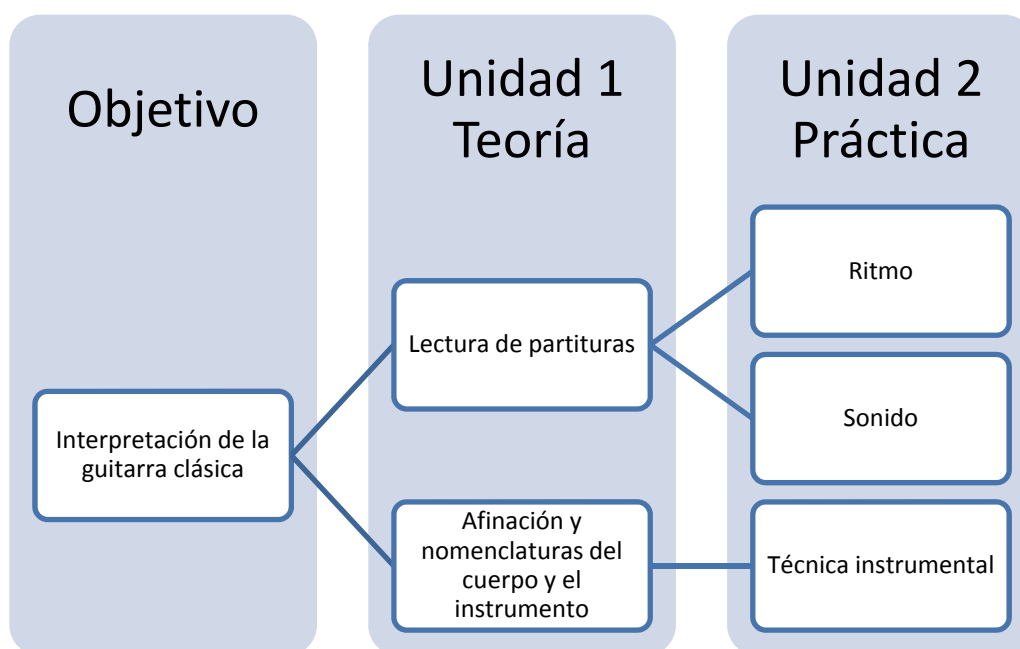 Objetivo
Unidad 1
Teoría
Unidad 2
Práctica
Interpretación de la
guitarra clásica
Lectura de partituras
Afinación y
nomenclaturas del
cuerpo y el
instrumento
Ritmo
Sonido
Técnica instrumental